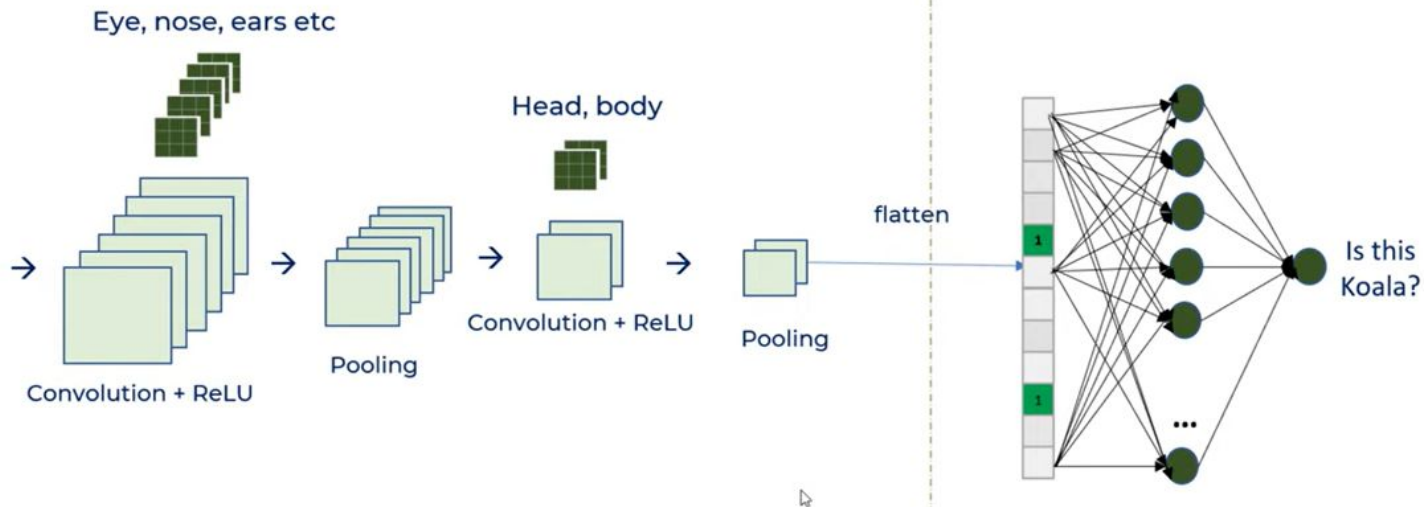 Eye, nose, ears etc
Head, body
flatten
1
Is this
Koala?
Convolution + ReLU
Pooling
Convolution + ReLU
Pooling
1
...